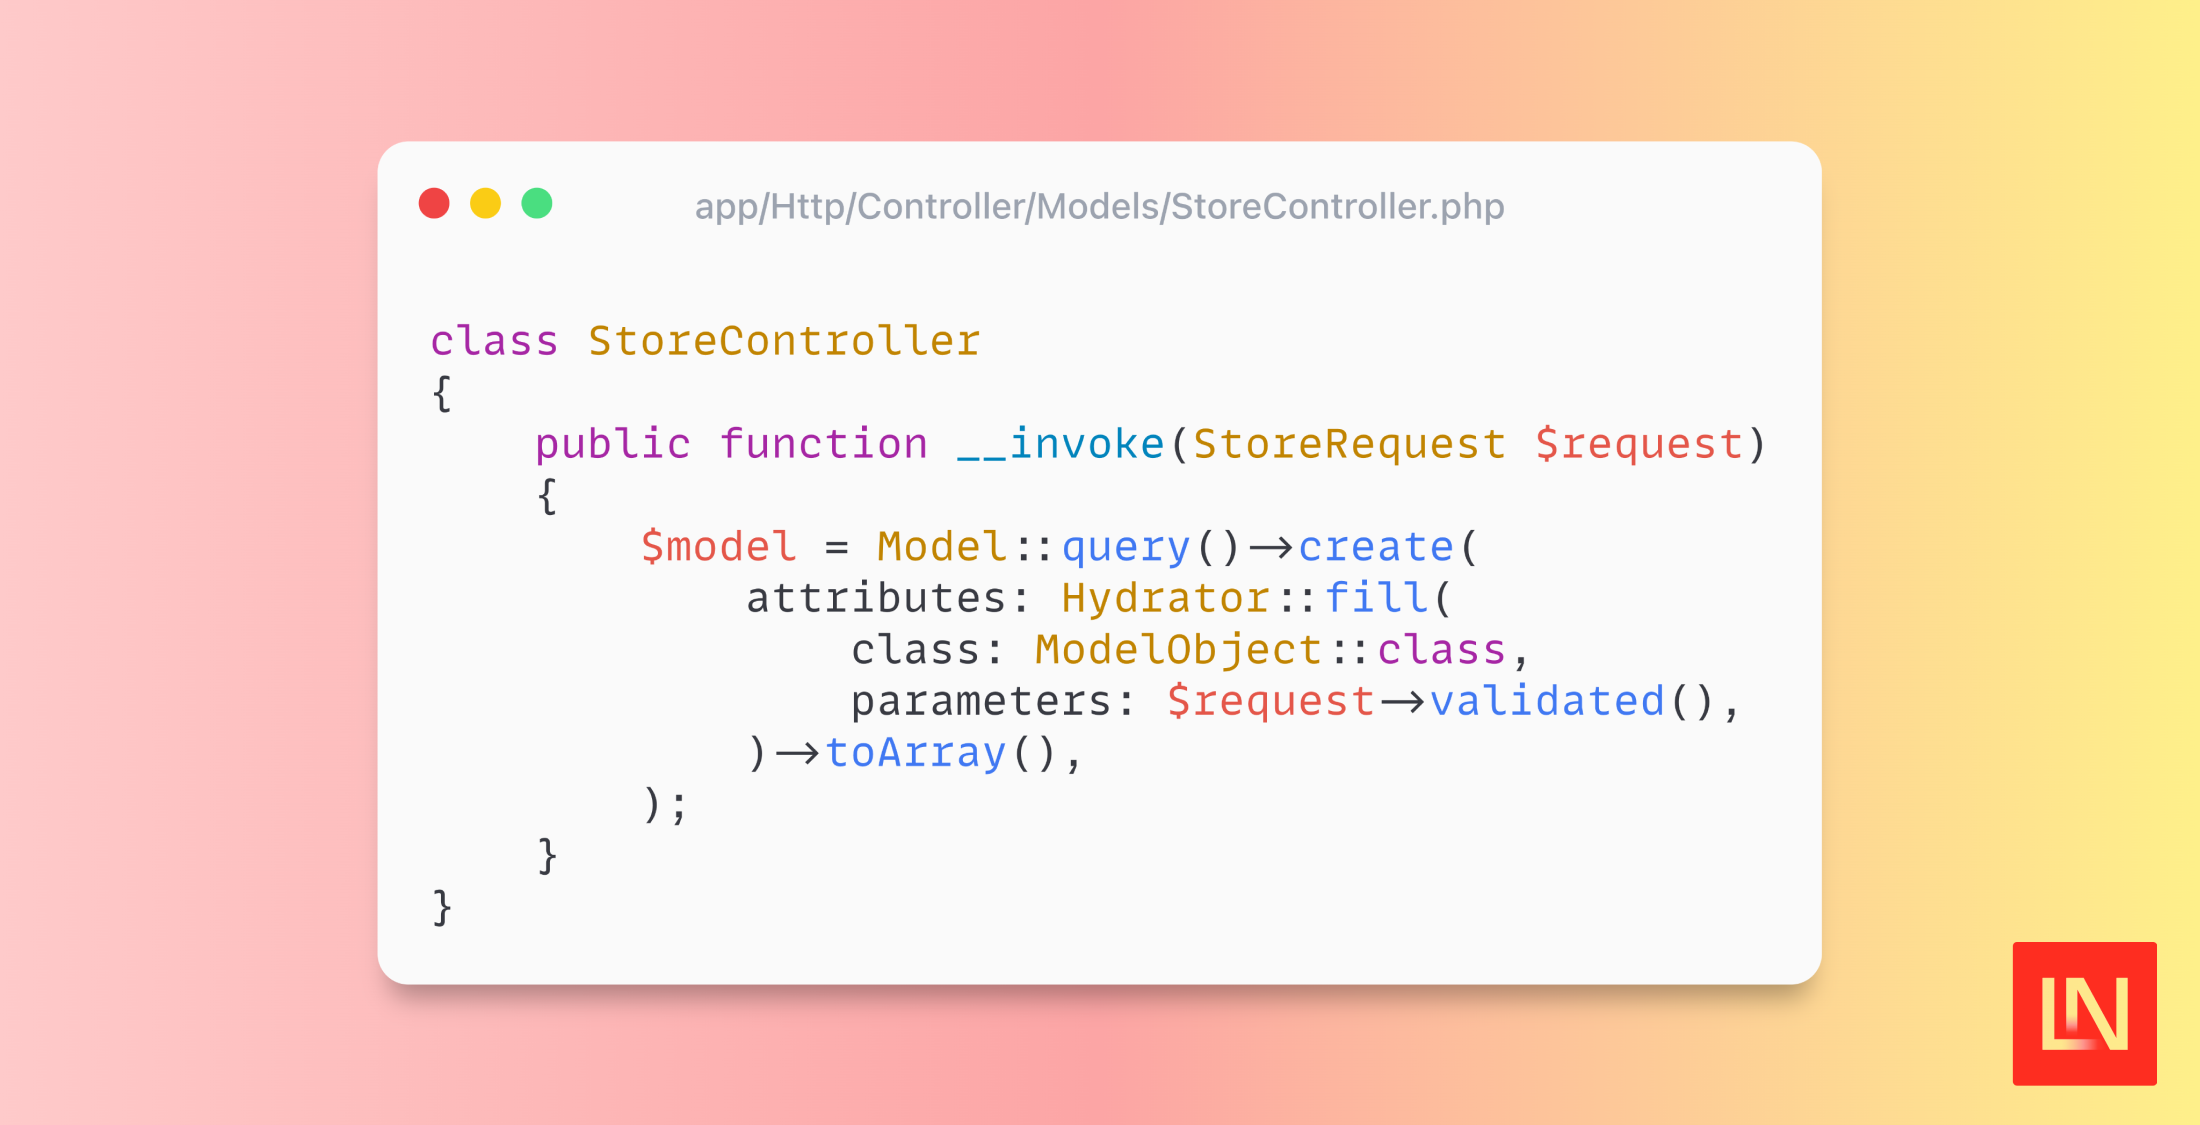 app/Http/Controller/Models/StoreController.php
class StoreController
{
    public function __invoke(StoreRequest $request)
    {
        $model = Model::query()->create(
            attributes: Hydrator::fill(
                class: ModelObject::class,
                parameters: $request->validated(),
            )->toArray(),
        );
    }
}
LN